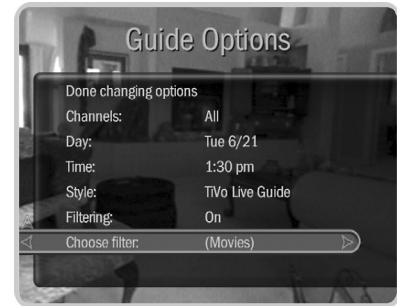 Guide Options
Done changing options
Channels: All
Day: Tue 6/21
Time: 1:30 pm
Style: TiVo Live Guide
Filtering: On
Choose filter: (Movies)